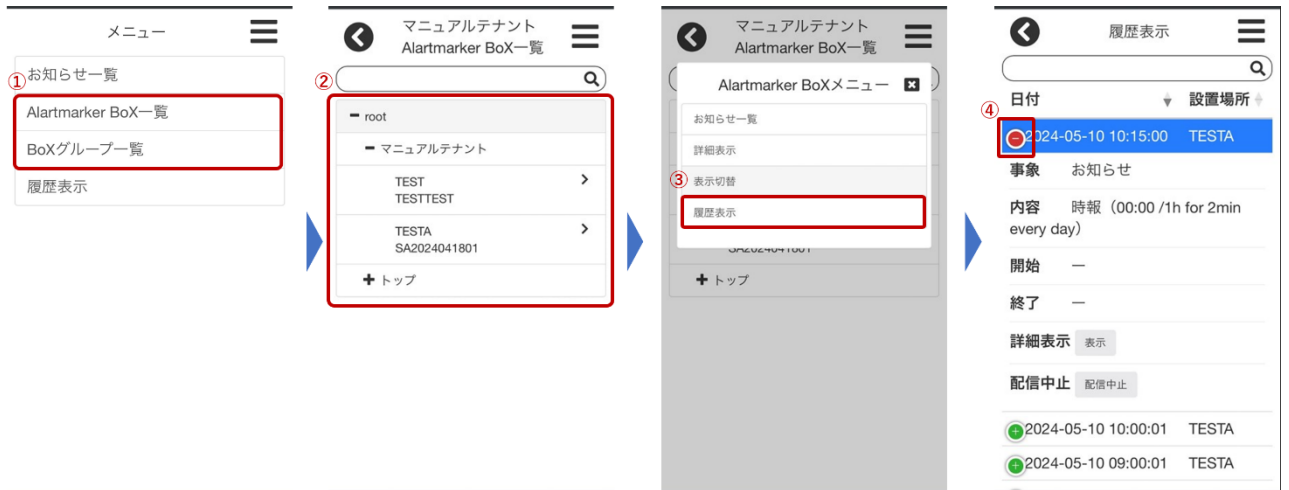 メニュー
①
お知らせ一覧
Alartmarker BoX一覧
BoXグループ一覧
履歴表示
マニュアルテナント
Alartmarker BoX一覧
②
root
マニュアルテナント
TEST
TESTTEST
TESTA
SA2024041801
トップ
マニュアルテナント
Alartmarker BoX一覧
Alartmarker BoXメニュー
お知らせ一覧
詳細表示
③
表示切替
履歴表示
SA2024041801
トップ
履歴表示
日付 設置場所
④
2024-05-10 10:15:00 TESTA
事象 お知らせ
内容 時報（00:00 /1h for 2min
every day）
開始 ー
終了 ー
詳細表示 表示
配信中止 配信中止
2024-05-10 10:00:01 TESTA
2024-05-10 09:00:01 TESTA